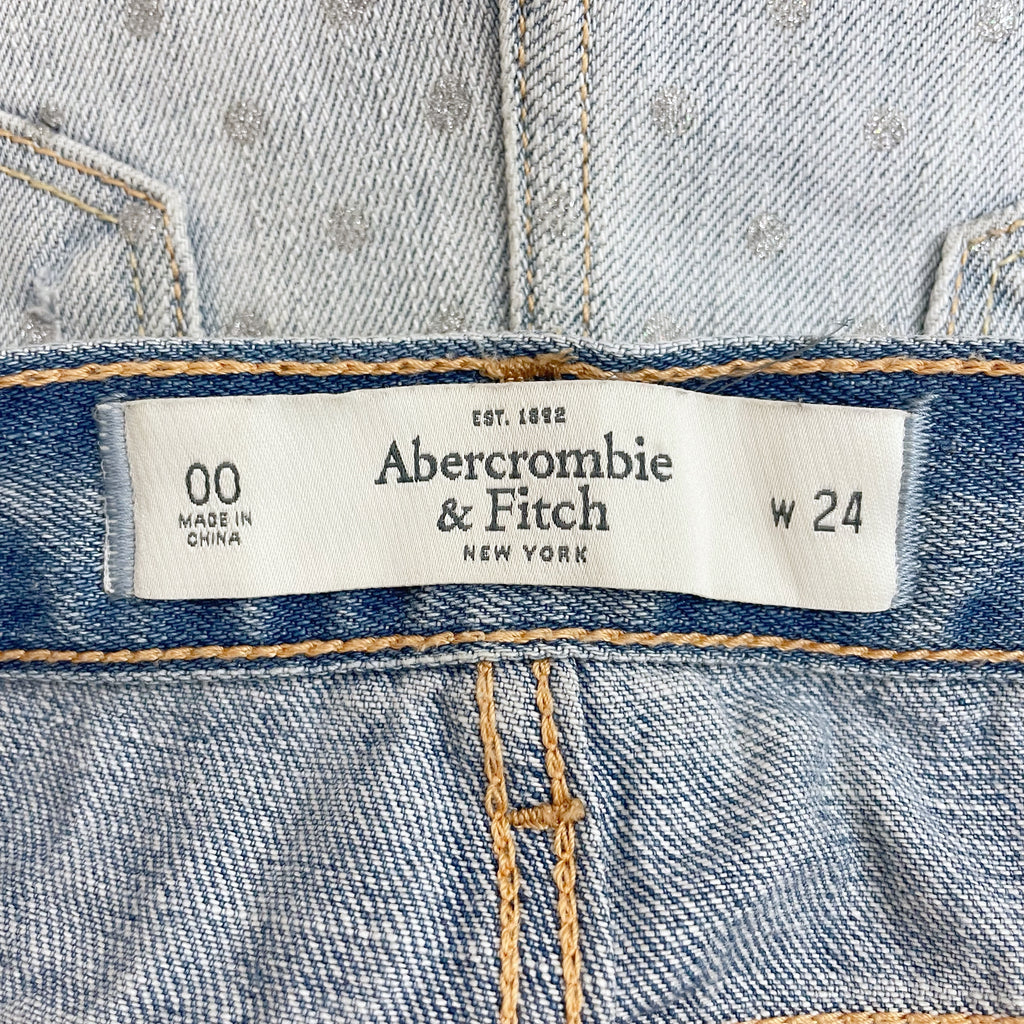 EST. 1892
Abercrombie
& Fitch
NEW YORK
00
MADE IN
CHINA
W 24